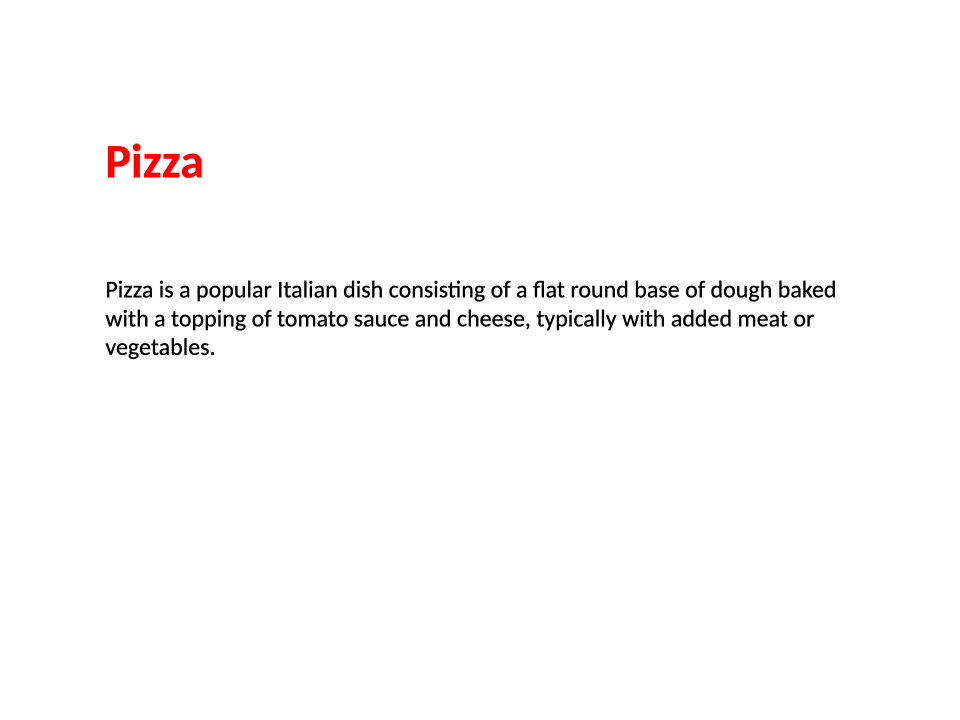 Pizza
Pizza is a popular Italian dish consisting of a flat round base of dough baked
with a topping of tomato sauce and cheese, typically with added meat or
vegetables.